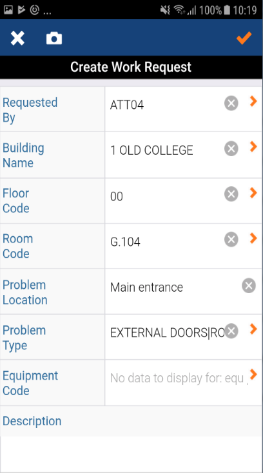 100% 10:19
Create Work Request
Requested By ATT04
Building Name 1 OLD COLLEGE
Floor Code 00
Room Code G.104
Problem Location Main entrance
Problem Type EXTERNAL DOORS|RO
Equipment Code No data to display for: equ
Description